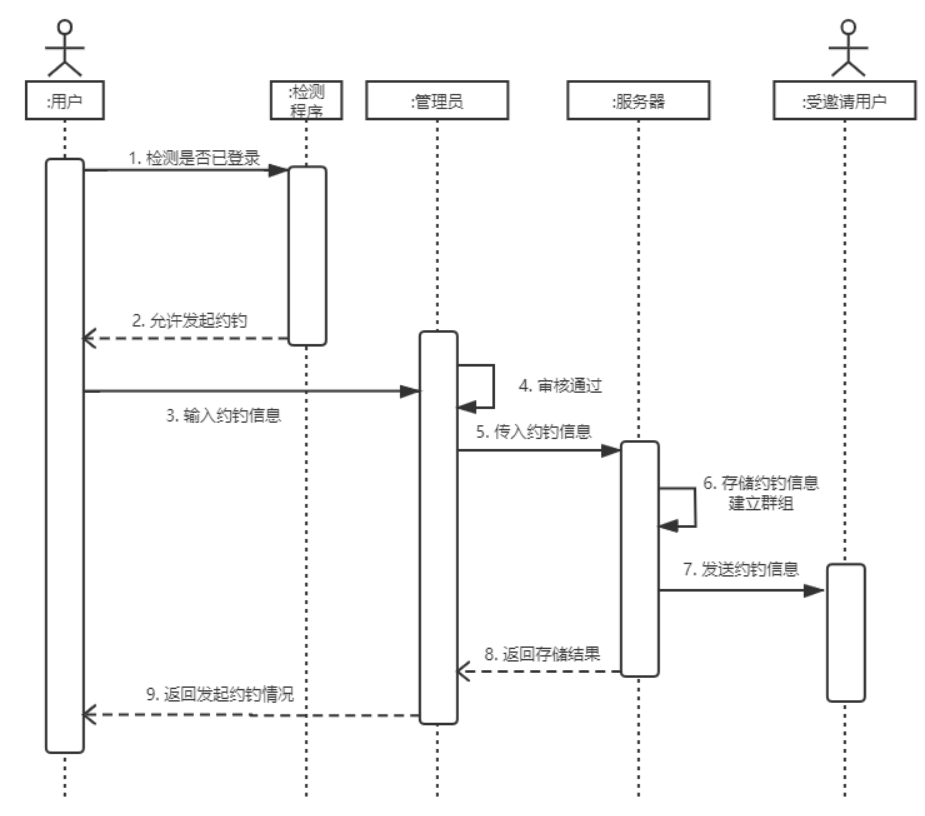 :用户
:检测
程序
:管理员
:服务器
:受邀请用户
1. 检测是否已登录
2. 允许发起约钓
3. 输入约钓信息
4. 审核通过
5. 传入约钓信息
6. 存储约钓信息
建立群组
7. 发送约钓信息
8. 返回存储结果
9. 返回发起约钓情况